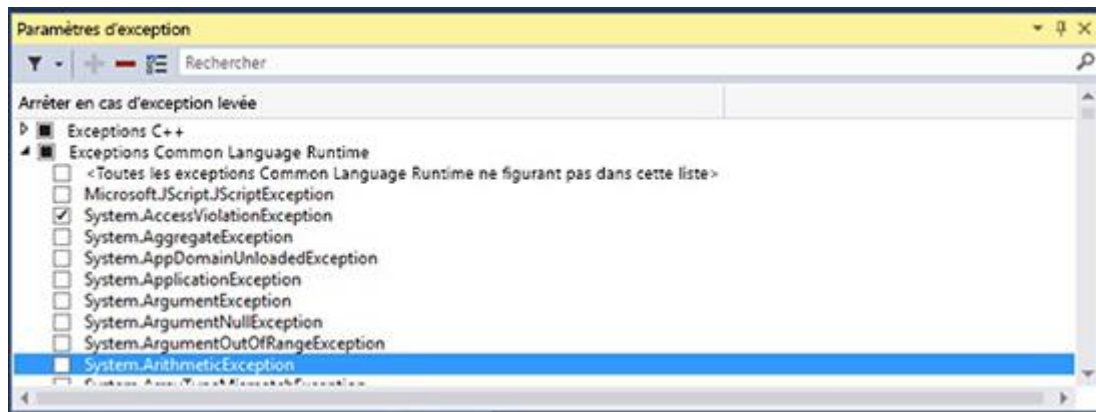 Paramètres d'exception
Rechercher
Arrêter en cas d'exception levée
Exceptions C++
Exceptions Common Language Runtime
<Toutes les exceptions Common Language Runtime ne figurant pas dans cette liste>
Microsoft.JScript.JScriptException
System.AccessViolationException
System.AggregateException
System.AppDomainUnloadedException
System.ApplicationException
System.ArgumentException
System.ArgumentNullException
System.ArgumentOutOfRangeException
System.ArithmeticException
System.ArrayTypeMismatchException